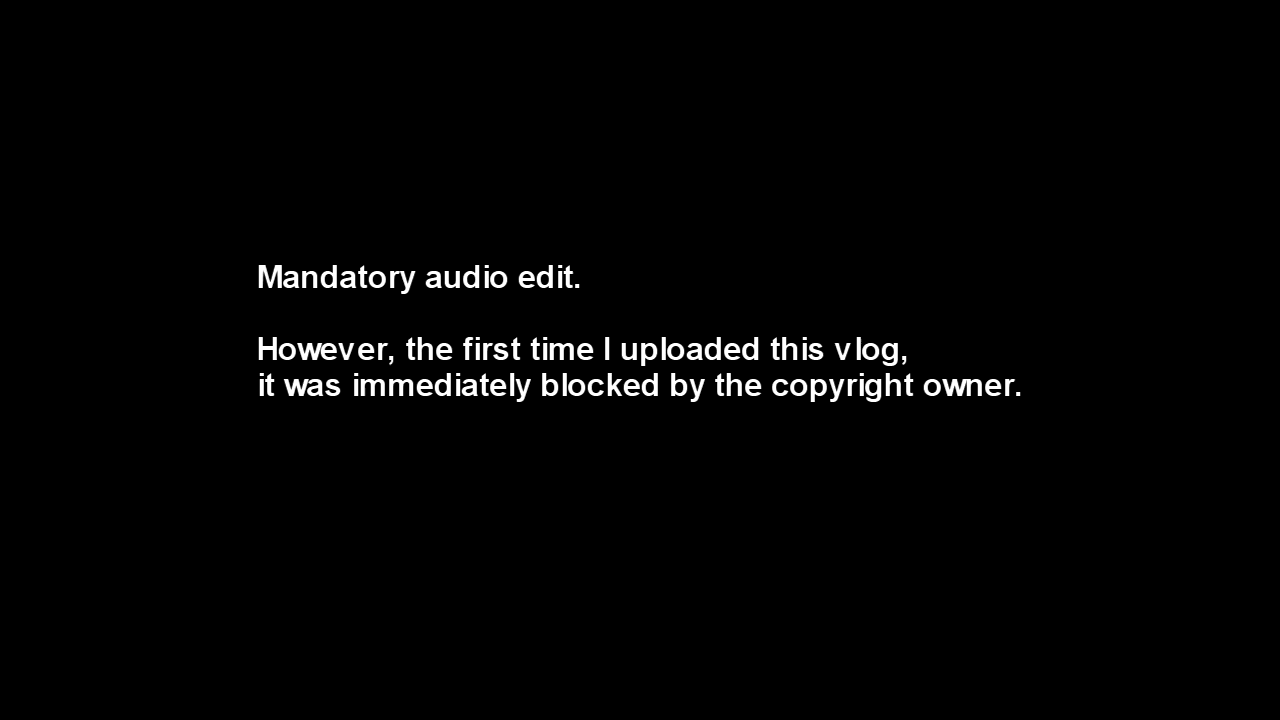 Mandatory audio edit.
However, the first time I uploaded this vlog,
it was immediately blocked by the copyright owner.